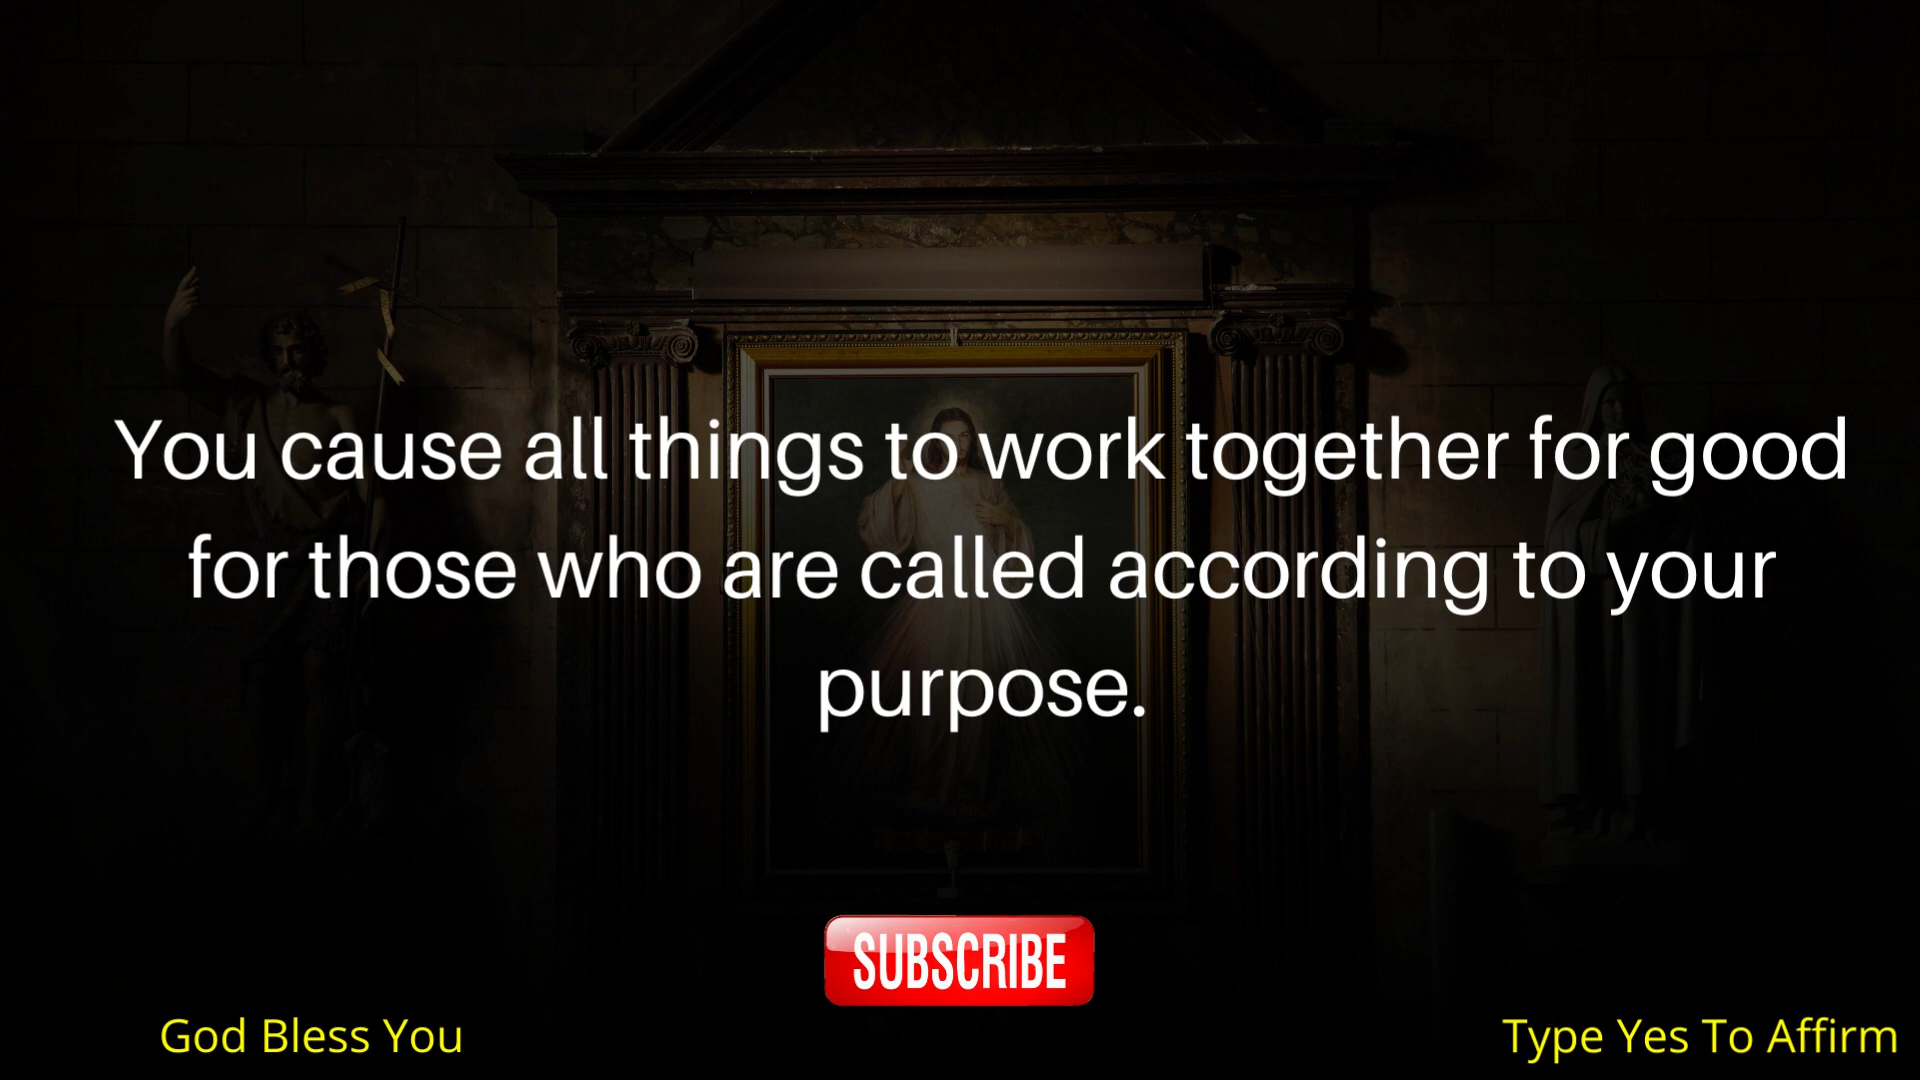 You cause all things to work together for good
for those who are called according to your
purpose.
SUBSCRIBE
God Bless You
Type Yes To Affirm